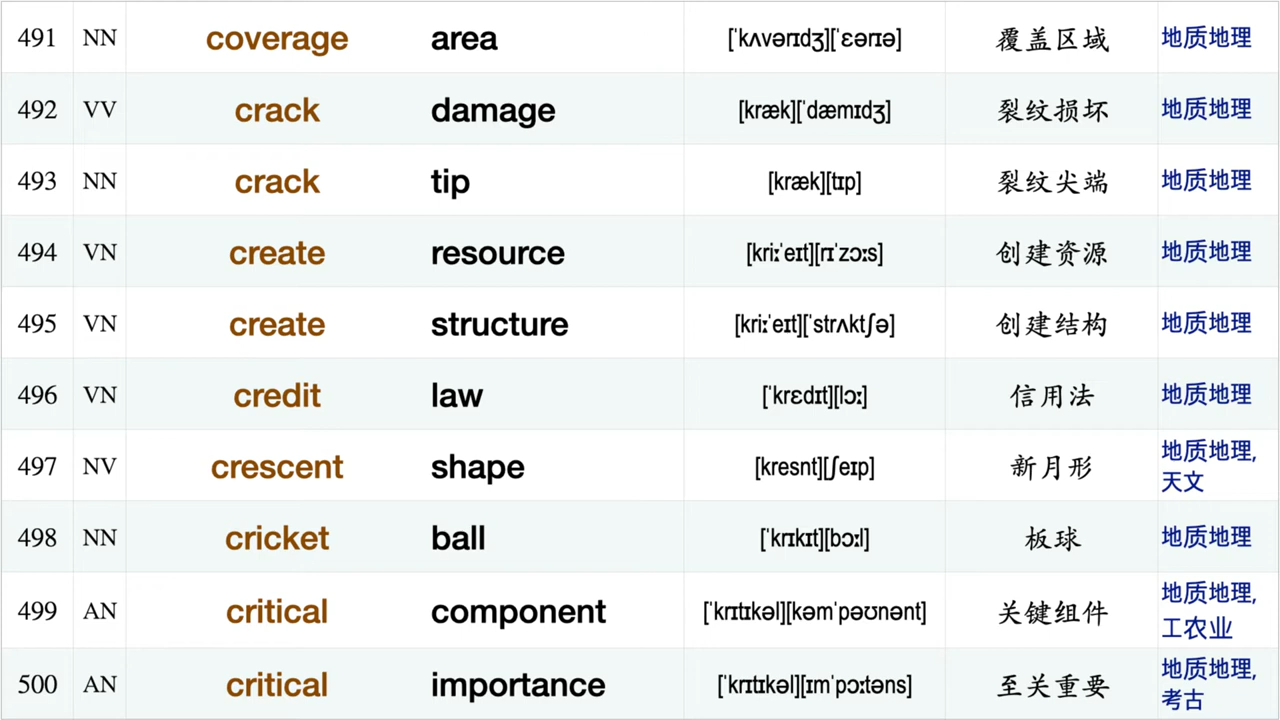 491 NN coverage area [ˈkʌvərɪdʒ][ˈɛərɪə] 覆盖区域 地质地理
492 VV crack damage [kræk][ˈdæmɪdʒ] 裂纹损坏 地质地理
493 NN crack tip [kræk][tɪp] 裂纹尖端 地质地理
494 VN create resource [kriːˈeɪt][rɪˈzɔːs] 创建资源 地质地理
495 VN create structure [kriːˈeɪt][ˈstrʌktʃə] 创建结构 地质地理
496 VN credit law [ˈkrɛdɪt][lɔː] 信用法 地质地理
497 NV crescent shape [kresnt][ʃeɪp] 新月形 地质地理,
天文
498 NN cricket ball [ˈkrɪkɪt][bɔːl] 板球 地质地理
499 AN critical component [ˈkrɪtɪkəl][kəmˈpəʊnənt] 关键组件 地质地理,
工农业
500 AN critical importance [ˈkrɪtɪkəl][ɪmˈpɔːtəns] 至关重要 地质地理,
考古